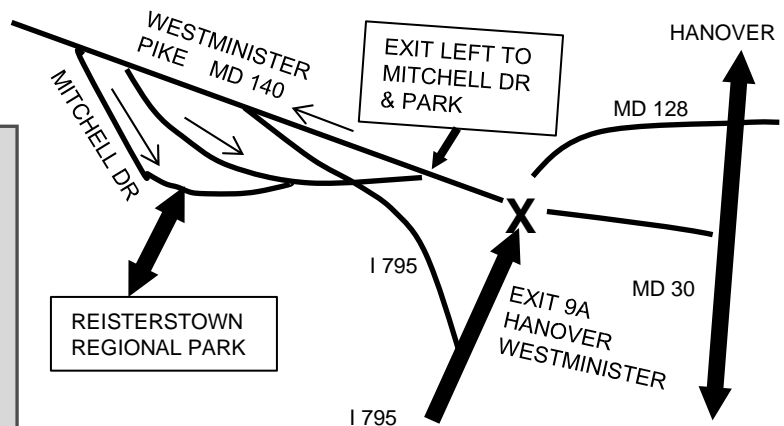 HANOVER
WESTMINISTER
PIKE MD 140
EXIT LEFT TO
MITCHELL DR
& PARK
MD 128
MITCHELL DR
X
I 795
MD 30
EXIT 9A
HANOVER
WESTMINISTER
REISTERSTOWN
REGIONAL PARK
I 795